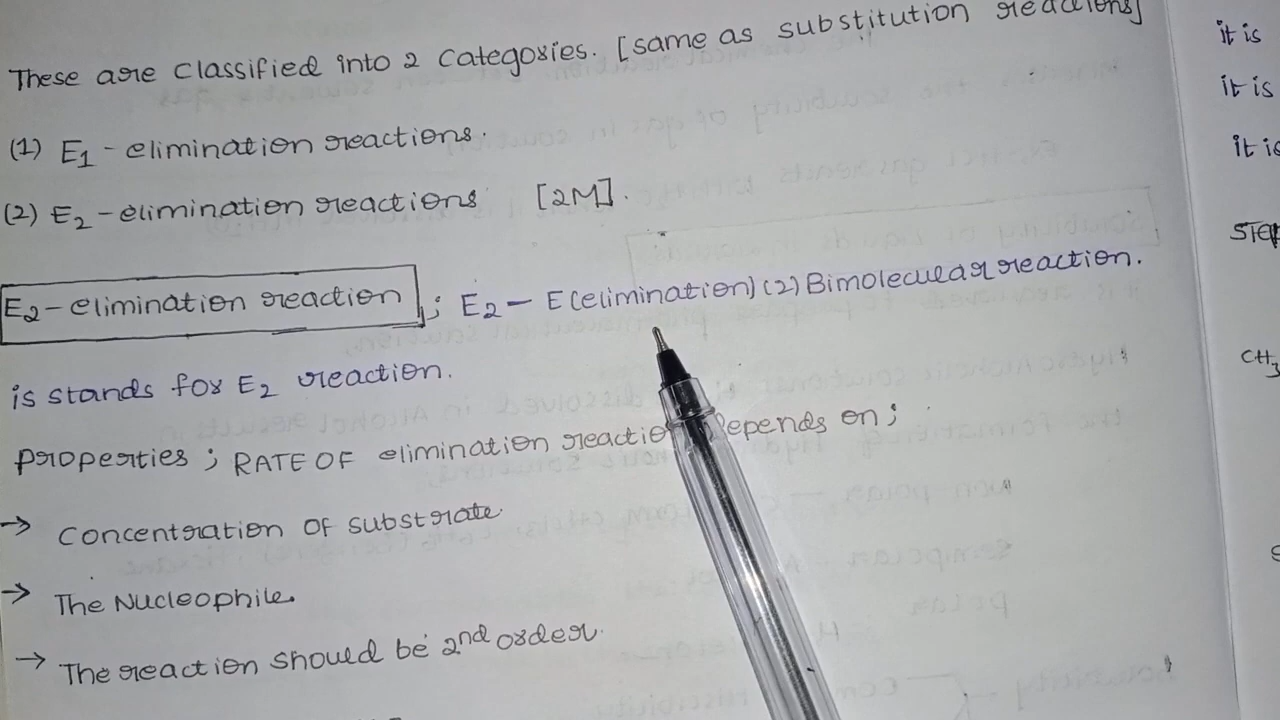 These are classified into 2 categories. [same as substitution reactions]
(1) E₁ - elimination reactions.
(2) E₂ - elimination reactions [2M].
E₂ - elimination reaction ; E₂ - E(elimination) (2) Bimolecular reaction.
is stands for E₂ reaction.
properties ; RATE OF elimination reaction depends on ;
→ concentration of substrate.
→ The Nucleophile.
→ The reaction should be 2nd order.
it is
it is
it is
STEP
CH₃